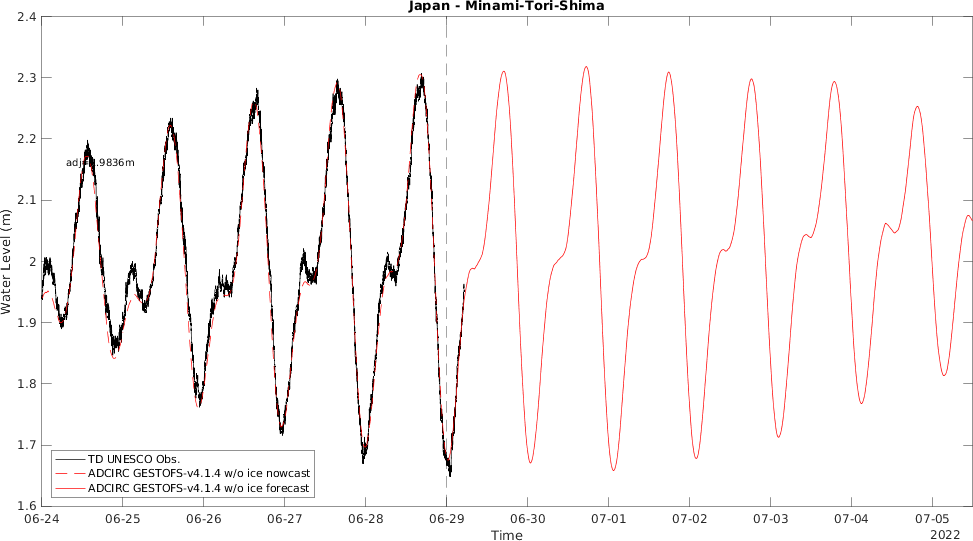 Japan - Minami-Tori-Shima
Water Level (m)
2.4
2.3
2.2
2.1
2
1.9
1.8
1.7
1.6
TD UNESCO Obs.
ADCIRC GESTOFS-v4.1.4 w/o ice nowcast
ADCIRC GESTOFS-v4.1.4 w/o ice forecast
06-24 06-25 06-26 06-27 06-28 06-29 06-30 07-01 07-02 07-03 07-04 07-05
2022
Time